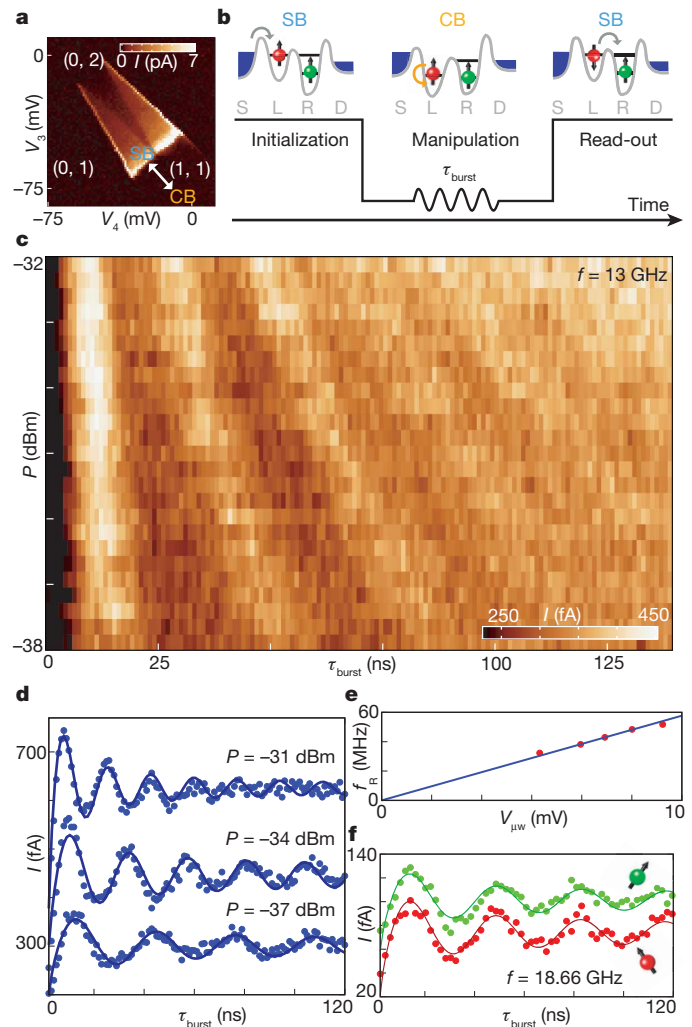 a
0
I (pA)
7
0
(0, 2)
V3 (mV)
SB
(0, 1)
(1, 1)
CB
−75
−75
V4 (mV)
0
b
SB
CB
SB
S L R D
S L R D
S L R D
Initialization
Manipulation
Read-out
τburst
Time
c
−32
f = 13 GHz
P (dBm)
250
I (fA)
450
−38
0
25
τburst (ns)
100
125
d
700
P = −31 dBm
I (fA)
P = −34 dBm
P = −37 dBm
300
0
τburst (ns)
120
e
60
fR (MHz)
0
0
Vμw (mV)
10
f
140
I (fA)
f = 18.66 GHz
20
0
τburst (ns)
120